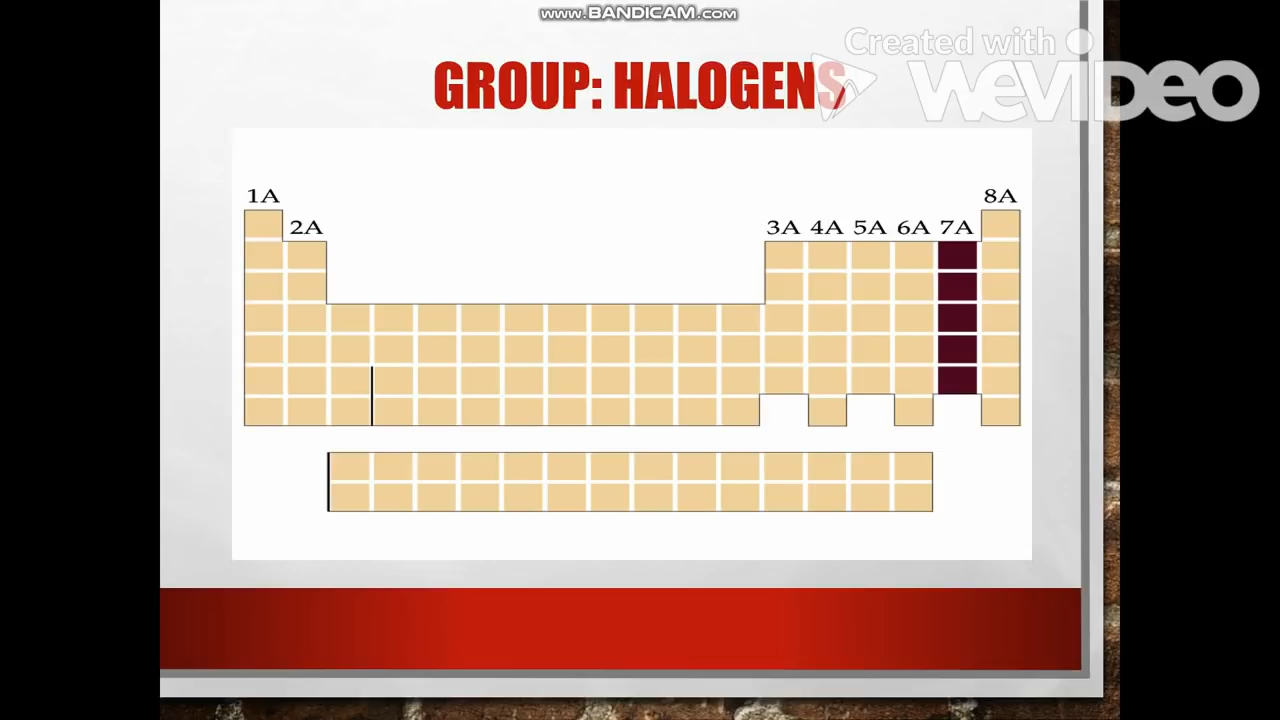 www.BANDICAM.com
Created with
WEVIDEO
GROUP: HALOGENS
1A 8A
2A 3A 4A 5A 6A 7A